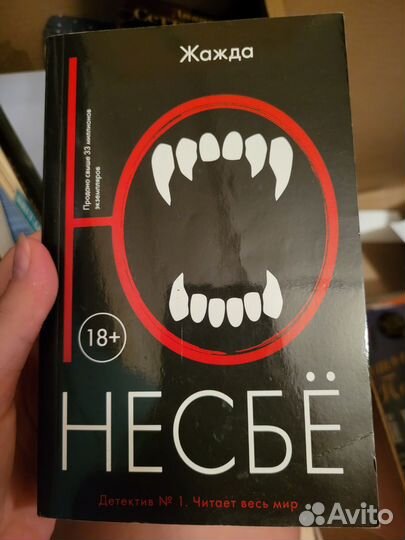 Жажда
Продано свыше 33 миллионов
экземпляров
Ю
18+
НЕСБЁ
Детектив № 1. Читает весь мир
Avito